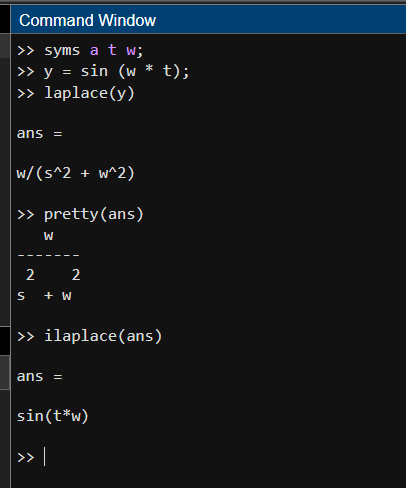 Command Window
>> syms a t w;
>> y = sin (w * t);
>> laplace(y)
ans =
w/(s^2 + w^2)
>> pretty(ans)
w
-------
2    2
s  + w
>> ilaplace(ans)
ans =
sin(t*w)
>>